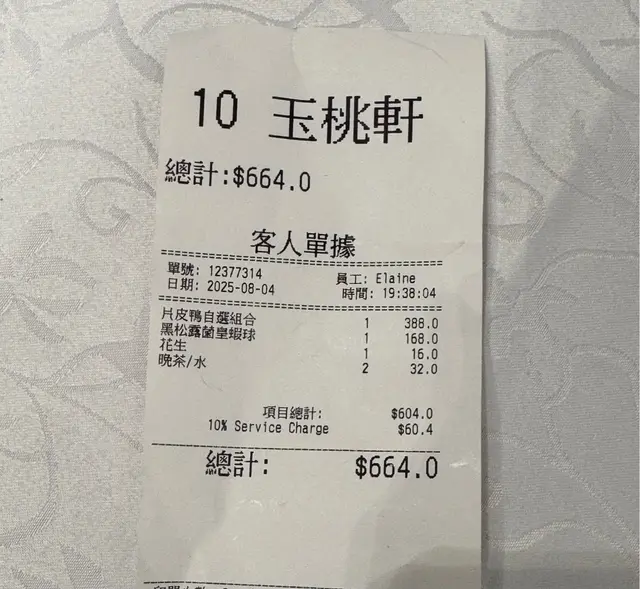 10 玉桃軒
總計:$664.0
客人單據
單號: 12377314 員工: Elaine
日期: 2025-08-04 時間: 19:38:04
片皮鴨自選組合 1 388.0
黑松露菌皇蝦球 1 168.0
花生 1 16.0
晚茶/水 2 32.0
項目總計: $604.0
10% Service Charge $60.4
總計: $664.0